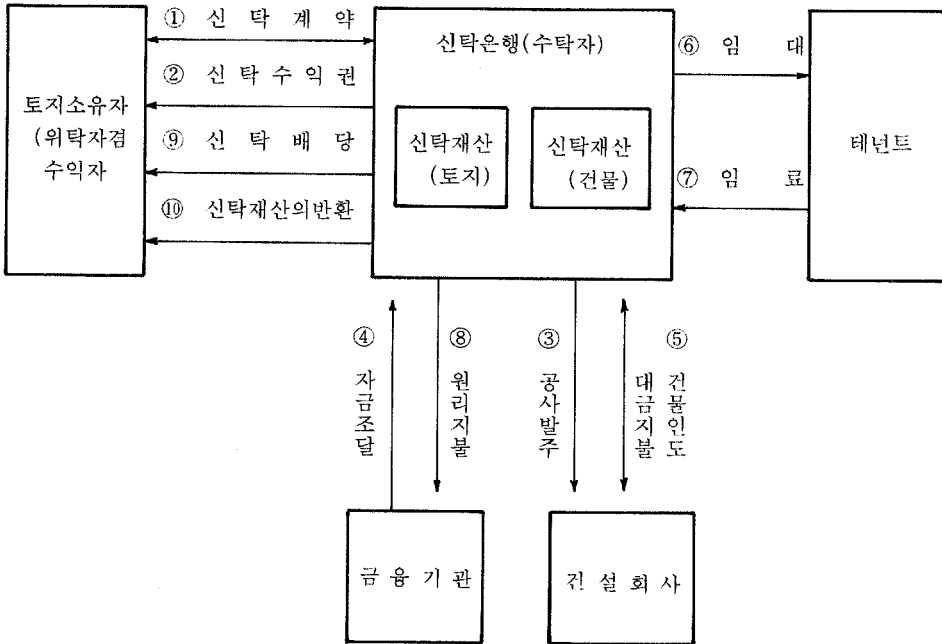 ① 신 탁 계 약
② 신 탁 수 익 권
⑨ 신 탁 배 당
⑩ 신탁재산의반환
토지소유자
(위탁자겸
수익자
신탁은행(수탁자)
신탁재산
(토지)
신탁재산
(건물)
⑥ 임 대
⑦ 임 료
테넌트
④ 자금조달
⑧ 원리지불
③ 공사발주
대금지불
⑤ 건물인도
금 융 기 관
건 설 회 사